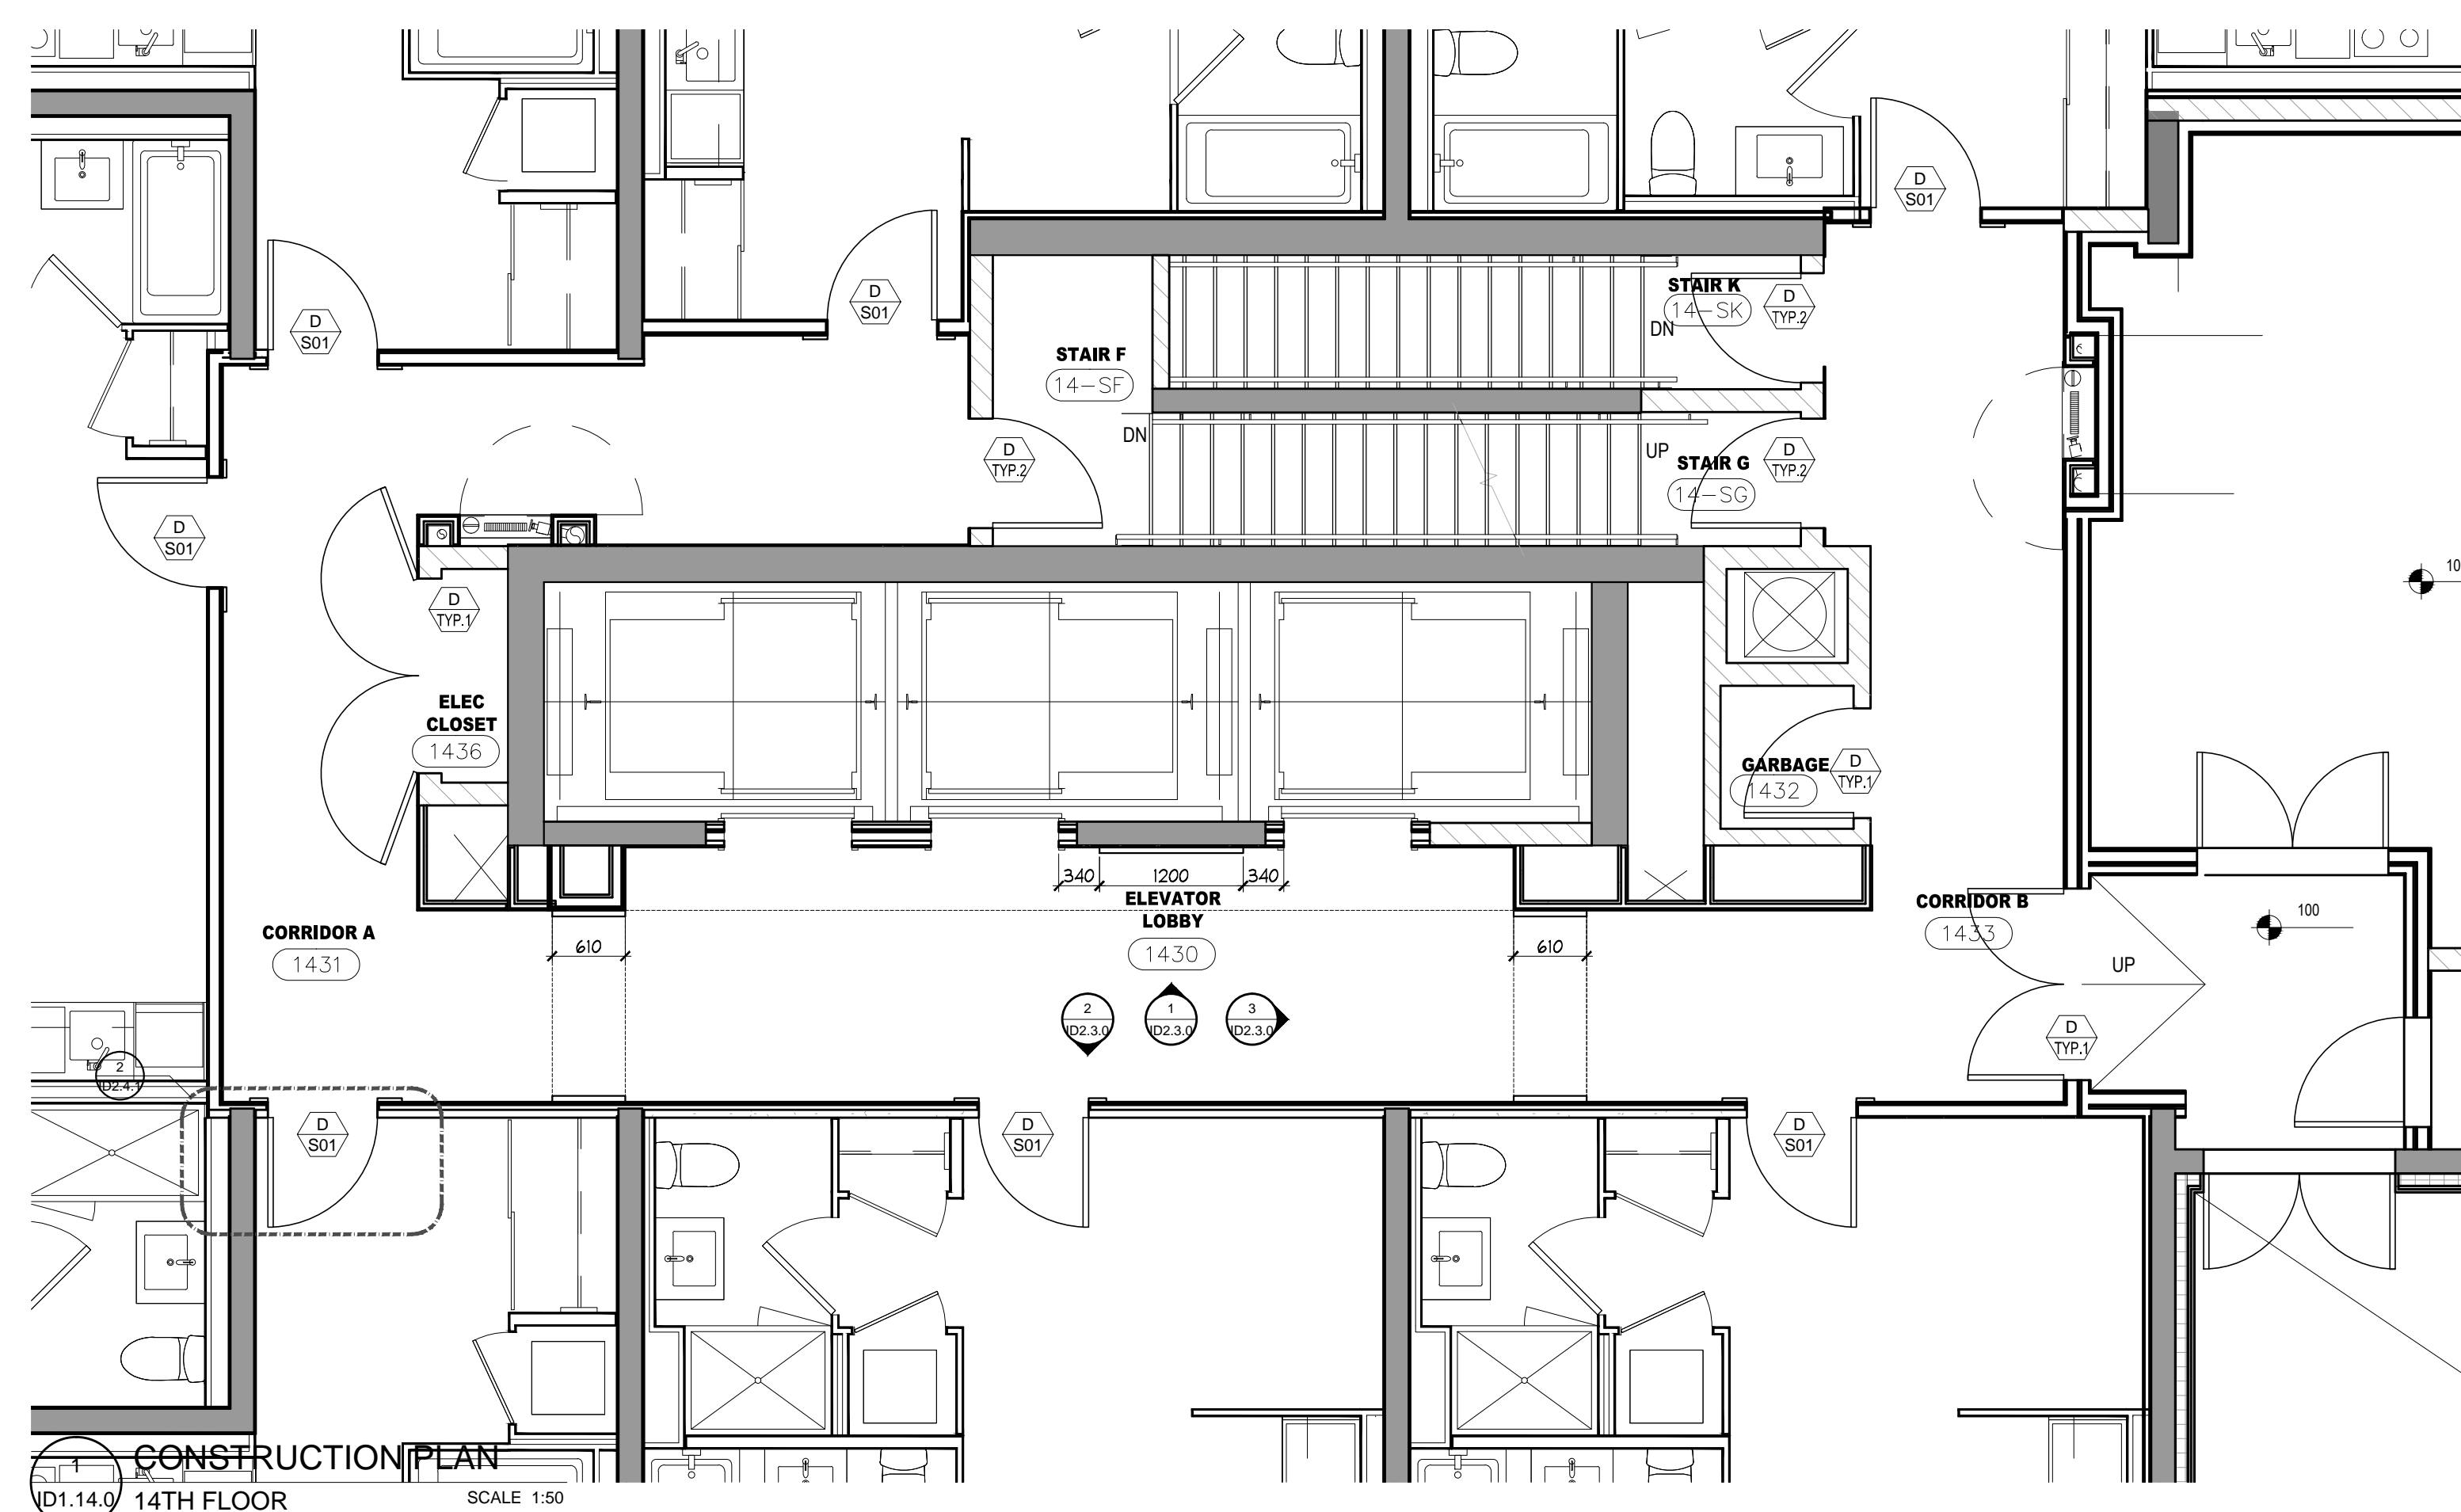 D
S01
D
S01
D
S01
STAIR K
14-SK
D
TYP.2
DN
STAIR F
14-SF
DN
D
TYP.2
UP
STAIR G
14-SG
D
TYP.2
D
S01
10
D
TYP.1
ELEC
CLOSET
1436
GARBAGE
1432
D
TYP.1
340
1200
340
ELEVATOR
LOBBY
1430
CORRIDOR A
1431
610
610
CORRIDOR B
1433
100
UP
2
ID2.3.0
1
ID2.3.0
3
ID2.3.0
D
TYP.1
2
ID2.4.1
D
S01
D
S01
D
S01
1
ID1.14.0
CONSTRUCTION PLAN
14TH FLOOR
SCALE 1:50